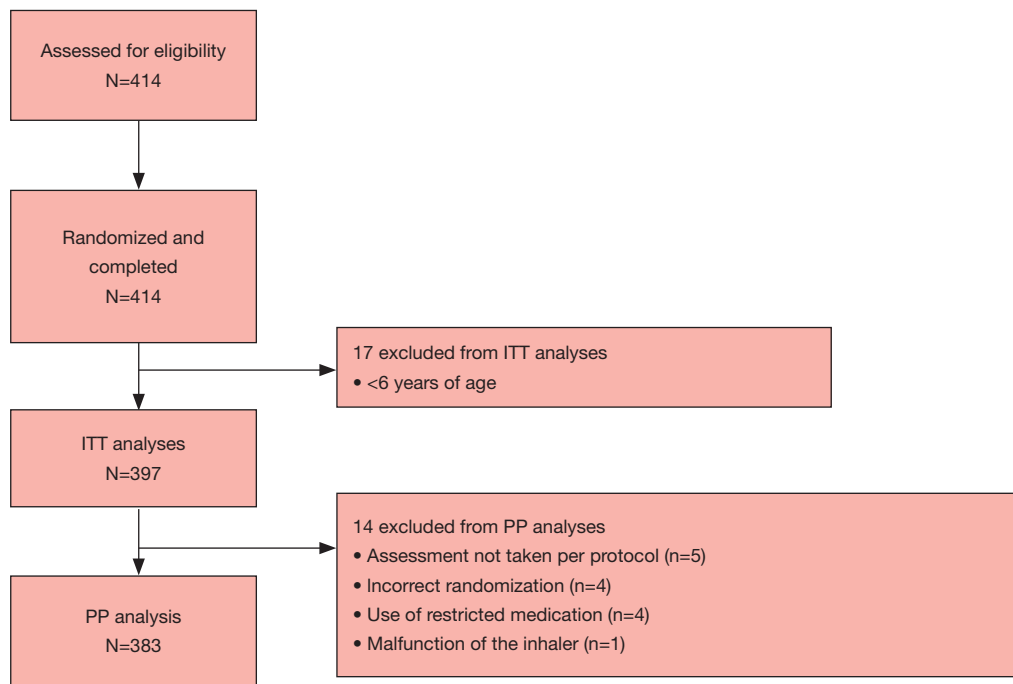 Assessed for eligibility
N=414
Randomized and
completed
N=414
17 excluded from ITT analyses
• <6 years of age
ITT analyses
N=397
14 excluded from PP analyses
• Assessment not taken per protocol (n=5)
• Incorrect randomization (n=4)
• Use of restricted medication (n=4)
• Malfunction of the inhaler (n=1)
PP analysis
N=383